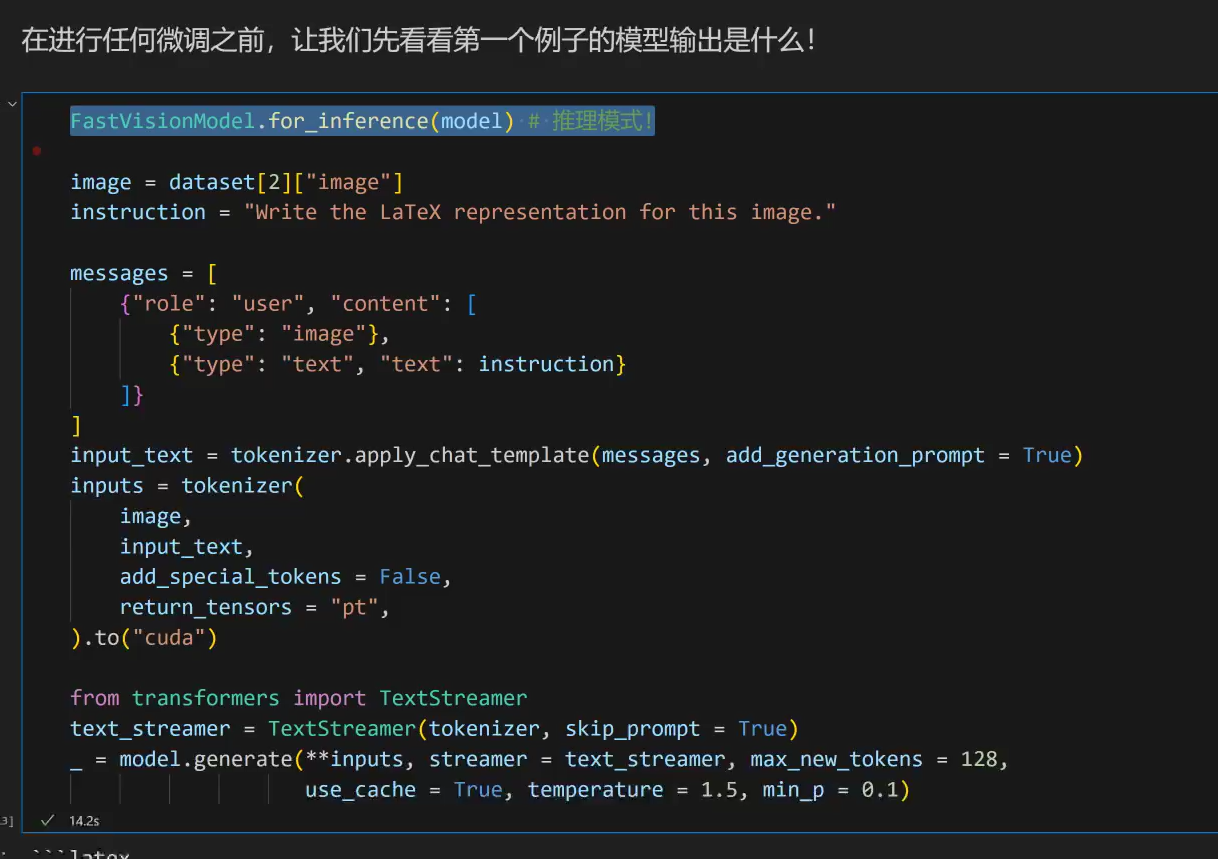 在进行任何微调之前，让我们先看看第一个例子的模型输出是什么！
FastVisionModel.for_inference(model) # 推理模式!
image = dataset[2]["image"]
instruction = "Write the LaTeX representation for this image."
messages = [
    {"role": "user", "content": [
        {"type": "image"},
        {"type": "text", "text": instruction}
    ]}
]
input_text = tokenizer.apply_chat_template(messages, add_generation_prompt = True)
inputs = tokenizer(
    image,
    input_text,
    add_special_tokens = False,
    return_tensors = "pt",
).to("cuda")
from transformers import TextStreamer
text_streamer = TextStreamer(tokenizer, skip_prompt = True)
_ = model.generate(**inputs, streamer = text_streamer, max_new_tokens = 128,
                   use_cache = True, temperature = 1.5, min_p = 0.1)
3] ✓ 14.2s
```latex